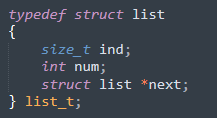 typedef struct list
{
    size_t ind;
    int num;
    struct list *next;
} list_t;